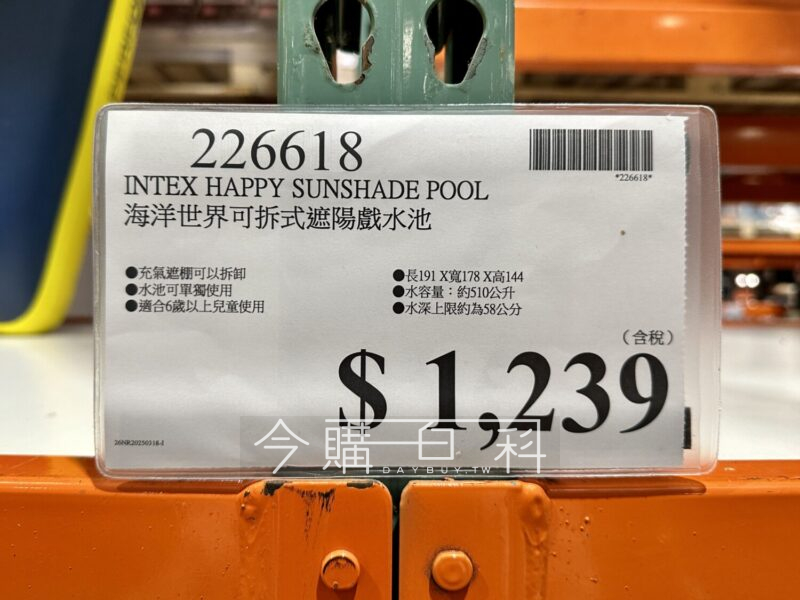 226618
*226618*
INTEX HAPPY SUNSHADE POOL
海洋世界可拆式遮陽戲水池
●充氣遮棚可以拆卸
●水池可單獨使用
●適合6歲以上兒童使用
●長191 X寬178 X高144
●水容量：約510公升
●水深上限約為58公分
（含稅）
$ 1,239
26NR20250318-I
今購百科
DAYBUY.TW